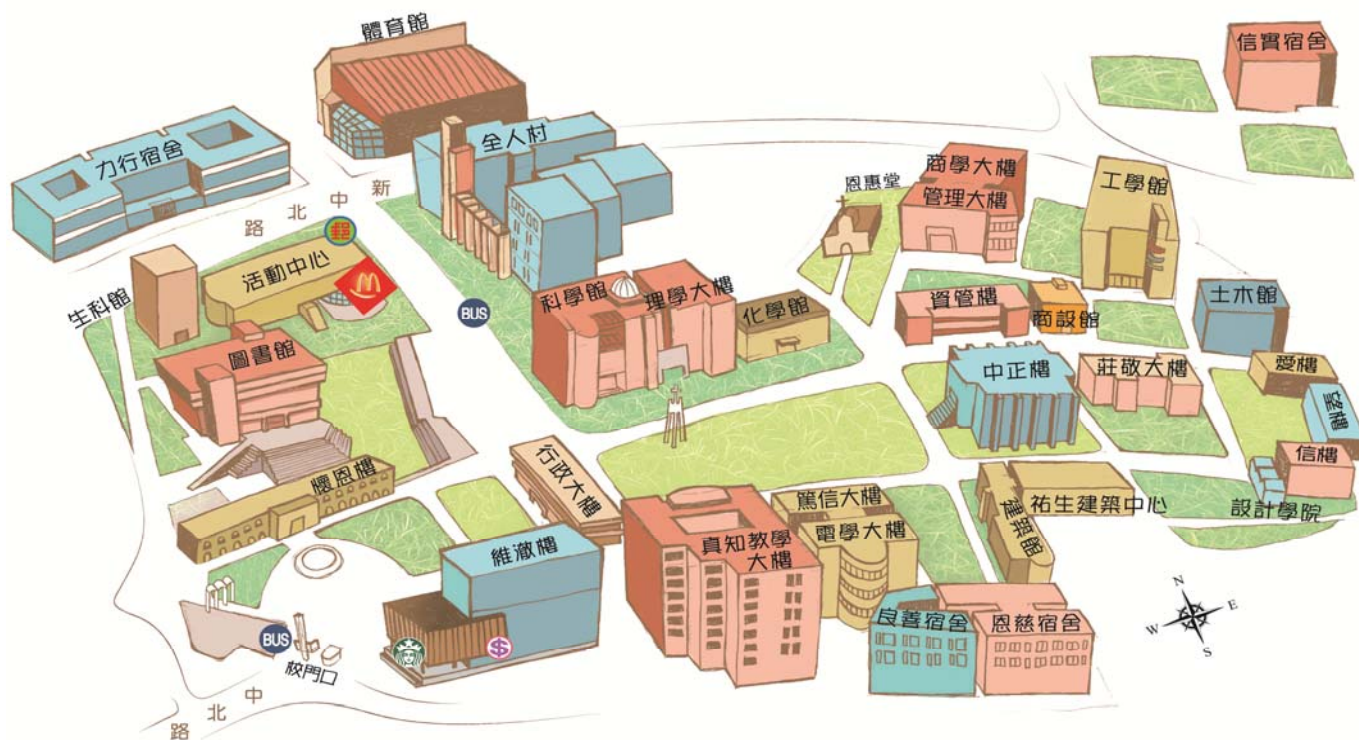 體育館
信實宿舍
力行宿舍
全人村
新中北路
恩惠堂
商學大樓
管理大樓
工學館
郵
活動中心
生科館
BUS
科學館
理學大樓
化學館
資管樓
商設館
土木館
圖書館
中正樓
莊敬大樓
愛樓
望樓
信樓
行政大樓
懷恩樓
篤信大樓
電學大樓
真知教學
大樓
建築館
祐生建築中心
設計學院
維澈樓
良善宿舍
恩慈宿舍
BUS
校門口
$
中北路
N
E
W
S